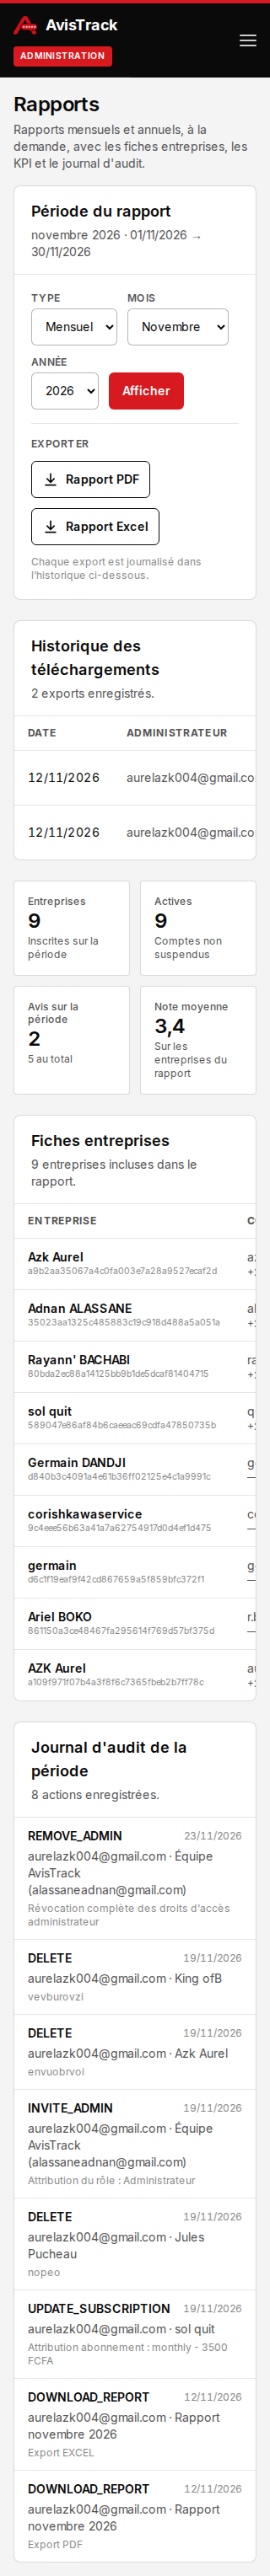 AvisTrack
ADMINISTRATION
Rapports
Rapports mensuels et annuels, à la
demande, avec les fiches entreprises, les
KPI et le journal d'audit.
Période du rapport
novembre 2026 · 01/11/2026 →
30/11/2026
TYPE
MOIS
Mensuel
Novembre
ANNÉE
2026
Afficher
EXPORTER
Rapport PDF
Rapport Excel
Chaque export est journalisé dans
l'historique ci-dessous.
Historique des
téléchargements
2 exports enregistrés.
DATE
ADMINISTRATEUR
12/11/2026
aurelazk004@gmail.co
12/11/2026
aurelazk004@gmail.co
Entreprises
9
Inscrites sur la
période
Actives
9
Comptes non
suspendus
Avis sur la
période
2
5 au total
Note moyenne
3,4
Sur les
entreprises du
rapport
Fiches entreprises
9 entreprises incluses dans le
rapport.
ENTREPRISE
Azk Aurel
a9b2aa35067a4c0fa003e7a28a9527ecaf2d
Adnan ALASSANE
35023aa1325c485883c19c918d488a5a051a
Rayann' BACHABI
80bda2ec88a14125bb9b1de5dcaf81404715
sol quit
589047e86af84b6caeeac69cdfa47850735b
Germain DANDJI
d840b3c4091a4e61b36ff02125e4c1a9991c
corishkawaservice
9c4eee56b63a41a7a62754917d0d4ef1d475
germain
d6c1f19eaf9f42cd867659a5f859bfc372f1
Ariel BOKO
861150a3ce48467fa295614f769d57bf375d
AZK Aurel
a109f971f07b4a3f8f6c7365fbeb2b7ff78c
Journal d'audit de la
période
8 actions enregistrées.
REMOVE_ADMIN 23/11/2026
aurelazk004@gmail.com · Équipe
AvisTrack
(alassaneadnan@gmail.com)
Révocation complète des droits d'accès
administrateur
DELETE 19/11/2026
aurelazk004@gmail.com · King ofB
vevburovzi
DELETE 19/11/2026
aurelazk004@gmail.com · Azk Aurel
envuobrvol
INVITE_ADMIN 19/11/2026
aurelazk004@gmail.com · Équipe
AvisTrack
(alassaneadnan@gmail.com)
Attribution du rôle : Administrateur
DELETE 19/11/2026
aurelazk004@gmail.com · Jules
Pucheau
nopeo
UPDATE_SUBSCRIPTION 19/11/2026
aurelazk004@gmail.com · sol quit
Attribution abonnement : monthly - 3500
FCFA
DOWNLOAD_REPORT 12/11/2026
aurelazk004@gmail.com · Rapport
novembre 2026
Export EXCEL
DOWNLOAD_REPORT 12/11/2026
aurelazk004@gmail.com · Rapport
novembre 2026
Export PDF